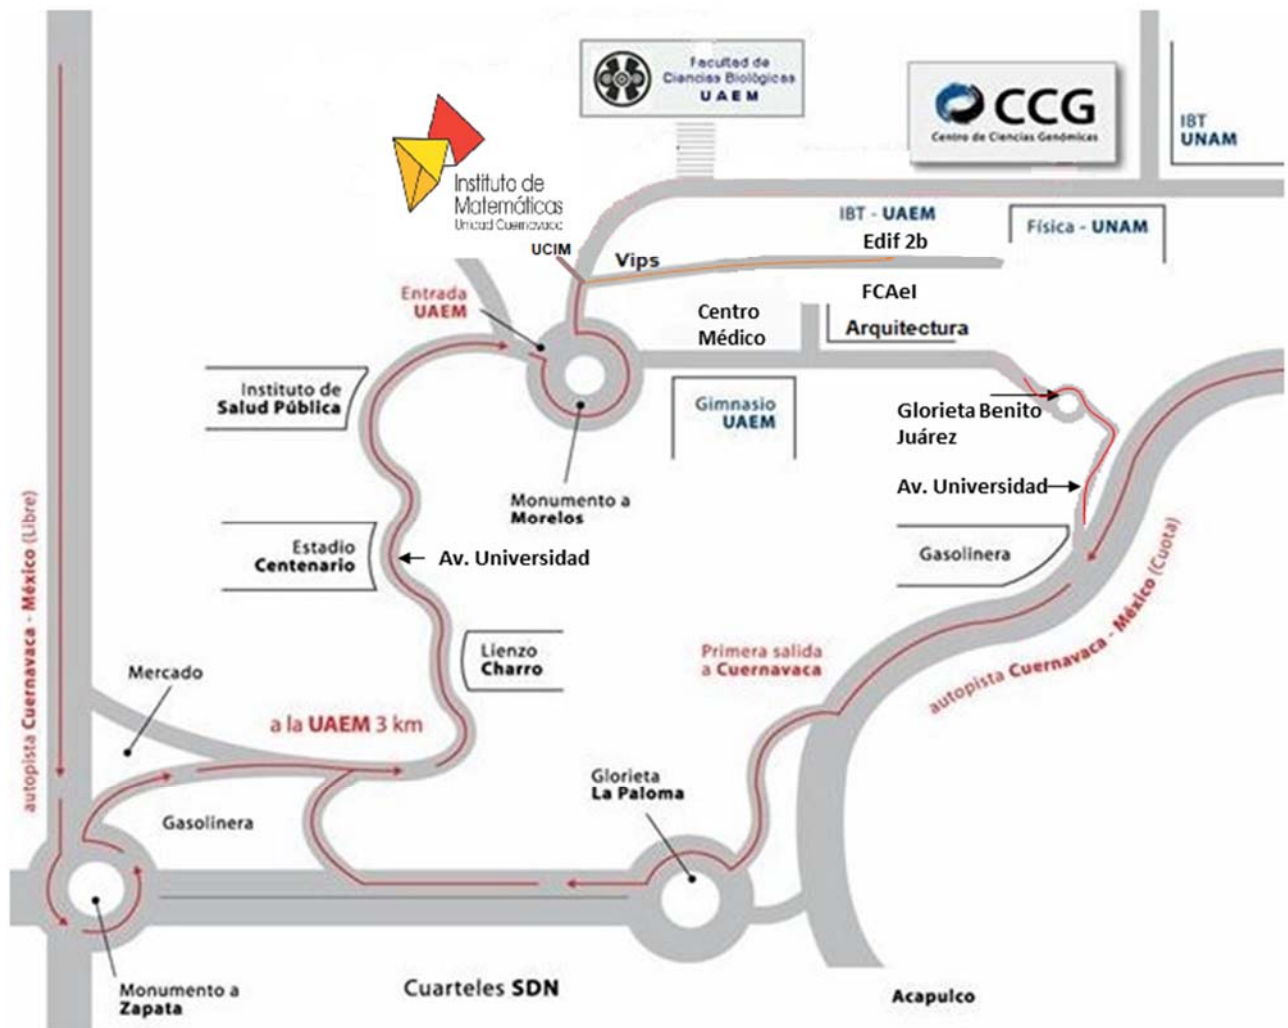 Facultad de
Ciencias Biológicas
UAEM
CCG
Centro de Ciencias Genómicas
IBT
UNAM
Instituto de
Matemáticas
Unidad Cuernavaca
UCIM
Vips
IBT - UAEM
Edif 2b
Física - UNAM
Entrada
UAEM
FCAeI
Centro
Médico
Arquitectura
Instituto de
Salud Pública
Gimnasio
UAEM
Glorieta Benito
Juárez
Monumento a
Morelos
Av. Universidad
Estadio
Centenario
Av. Universidad
Gasolinera
autopista Cuernavaca - México (Libre)
autopista Cuernavaca - México (Cuota)
Lienzo
Charro
Primera salida
a Cuernavaca
Mercado
a la UAEM 3 km
Glorieta
La Paloma
Gasolinera
Monumento a
Zapata
Cuarteles SDN
Acapulco